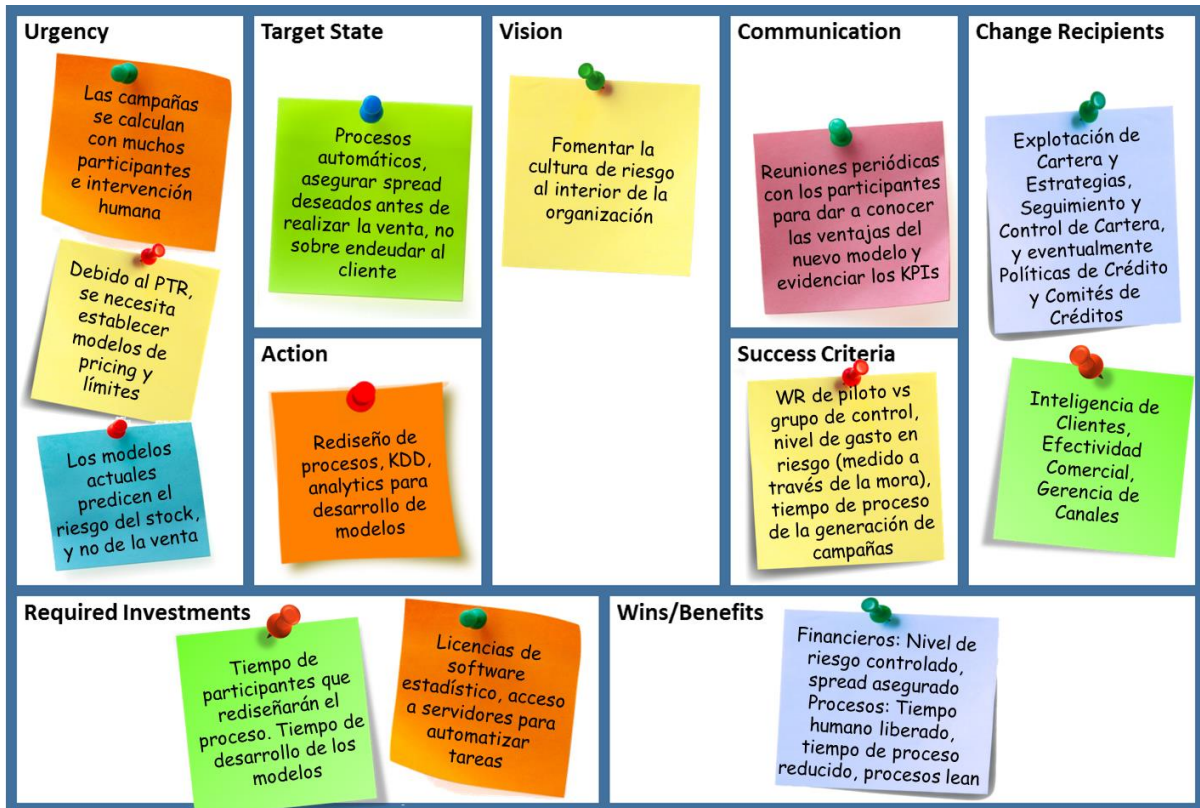 Urgency
Las campañas
se calculan
con muchos
participantes
e intervención
humana
Debido al PTR,
se necesita
establecer
modelos de
pricing y
límites
Los modelos
actuales
predicen el
riesgo del stock,
y no de la venta
Target State
Procesos
automáticos,
asegurar spread
deseados antes de
realizar la venta, no
sobre endeudar al
cliente
Action
Rediseño de
procesos, KDD,
analytics para
desarrollo de
modelos
Vision
Fomentar la
cultura de riesgo
al interior de la
organización
Communication
Reuniones periódicas
con los participantes
para dar a conocer
las ventajas del
nuevo modelo y
evidenciar los KPIs
Success Criteria
WR de piloto vs
grupo de control,
nivel de gasto en
riesgo (medido a
través de la mora),
tiempo de proceso
de la generación de
campañas
Change Recipients
Explotación de
Cartera y
Estrategias,
Seguimiento y
Control de Cartera,
y eventualmente
Políticas de Crédito
y Comités de
Créditos
Inteligencia de
Clientes,
Efectividad
Comercial,
Gerencia de
Canales
Required Investments
Tiempo de
participantes que
rediseñarán el
proceso. Tiempo de
desarrollo de los
modelos
Licencias de
software
estadístico, acceso
a servidores para
automatizar
tareas
Wins/Benefits
Financieros: Nivel de
riesgo controlado,
spread asegurado
Procesos: Tiempo
humano liberado,
tiempo de proceso
reducido, procesos lean